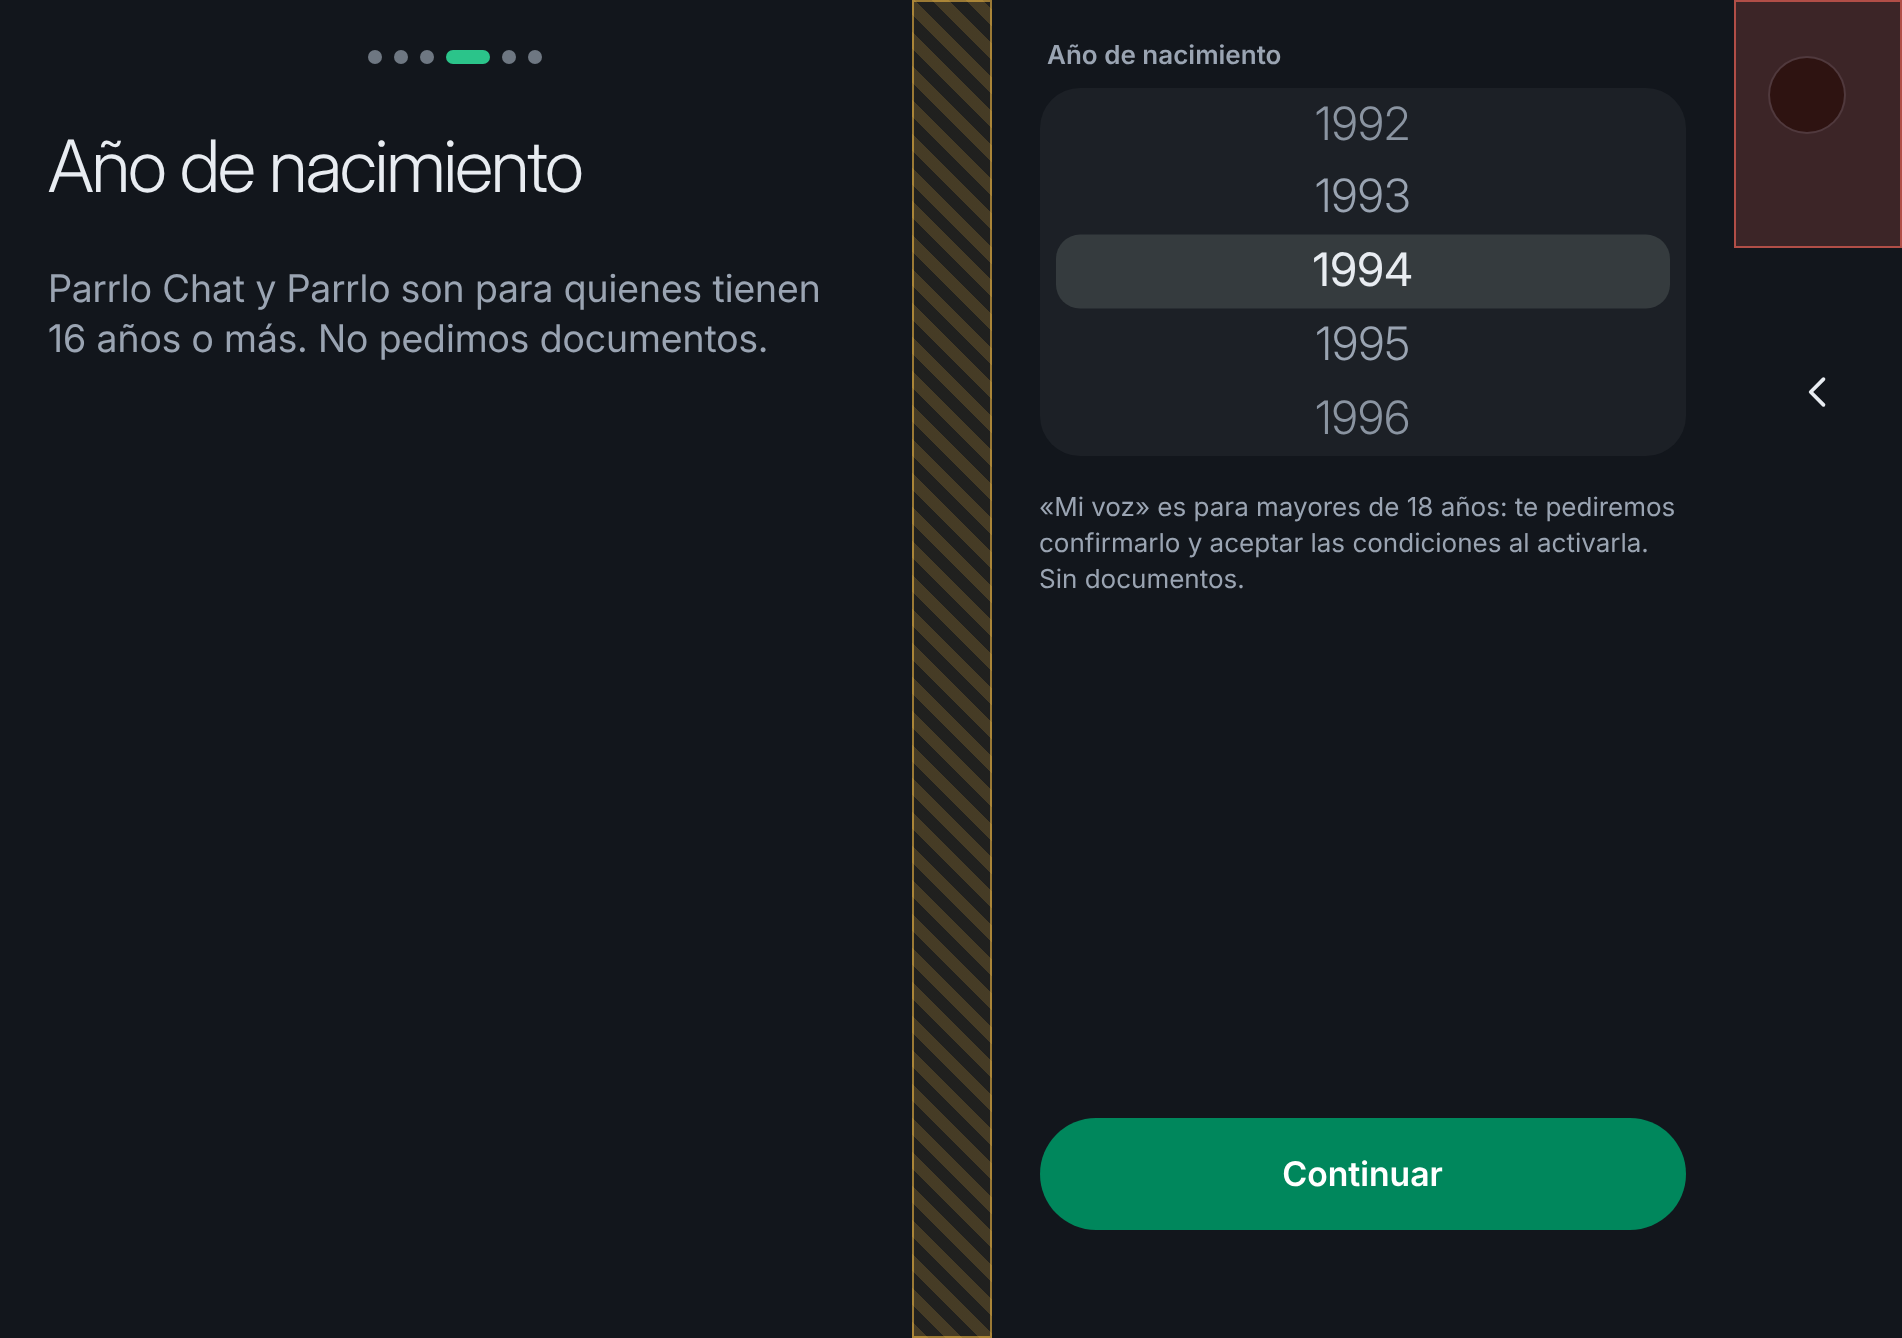 Año de nacimiento
Parrlo Chat y Parrlo son para quienes tienen
16 años o más. No pedimos documentos.
Año de nacimiento
1992
1993
1994
1995
1996
«Mi voz» es para mayores de 18 años: te pediremos
confirmarlo y aceptar las condiciones al activarla.
Sin documentos.
Continuar